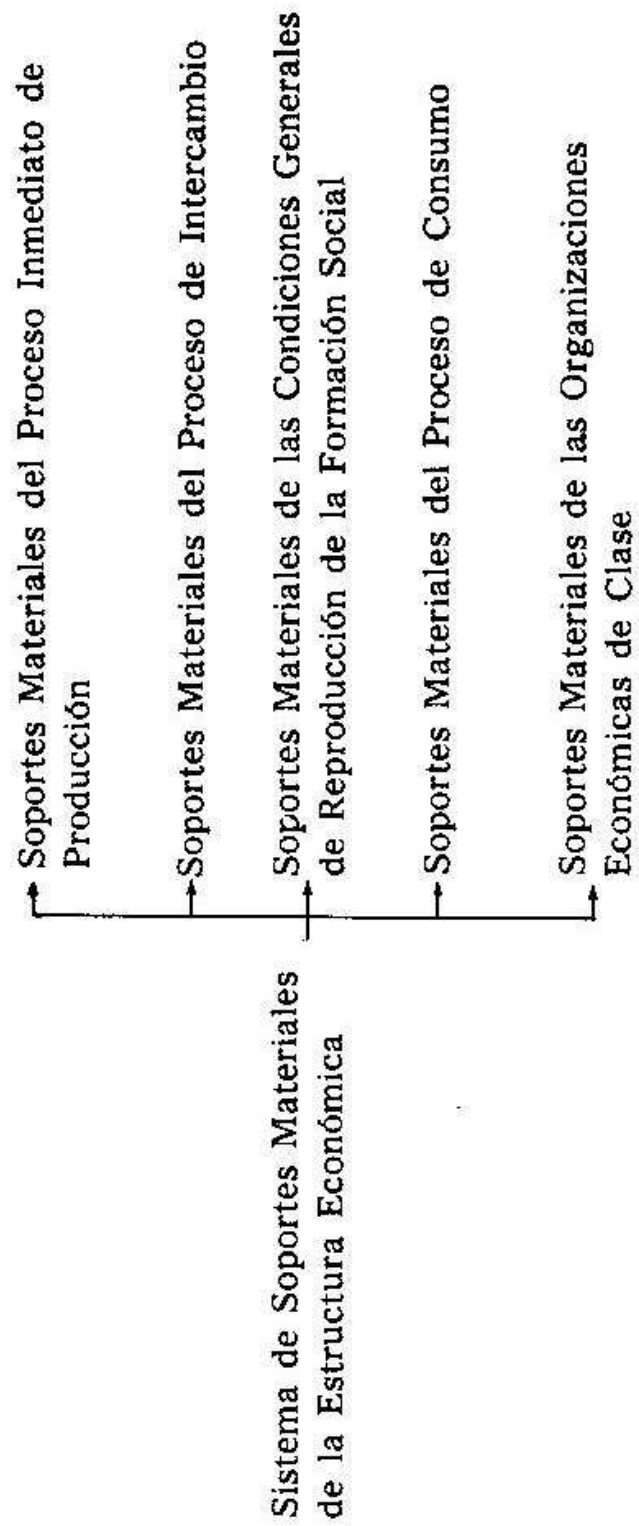 Sistema de Soportes Materiales
de la Estructura Económica
Soportes Materiales del Proceso Inmediato de
Producción
Soportes Materiales del Proceso de Intercambio
Soportes Materiales de las Condiciones Generales
de Reproducción de la Formación Social
Soportes Materiales del Proceso de Consumo
Soportes Materiales de las Organizaciones
Económicas de Clase